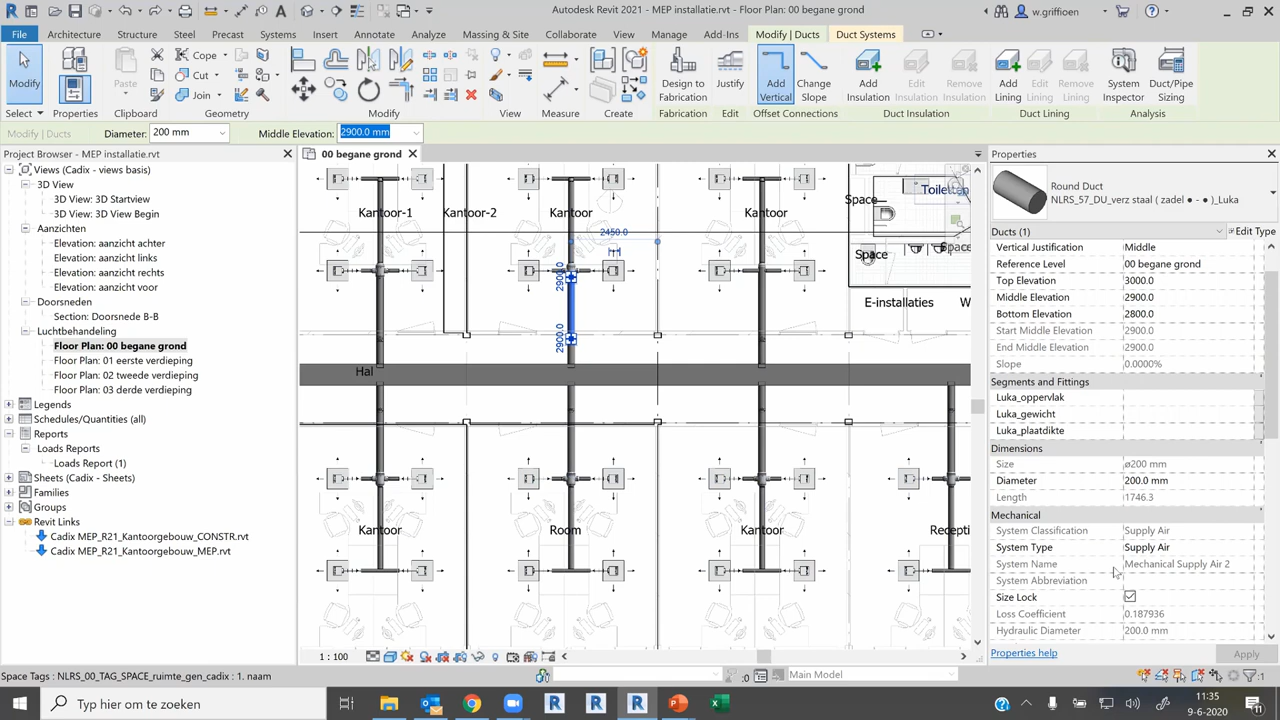 Autodesk Revit 2021 - MEP installatie.rvt - Floor Plan: 00 begane grond
w.griffioen
File Architecture Structure Steel Precast Systems Insert Annotate Analyze Massing & Site Collaborate View Manage Add-Ins Modify | Ducts Duct Systems
Modify
Paste
Cope
Cut
Join
Design to Fabrication
Justify
Add Vertical
Change Slope
Add Insulation
Edit Insulation
Remove Insulation
Add Lining
Edit Lining
Remove Lining
System Inspector
Duct/Pipe Sizing
Select Properties Clipboard Geometry Modify View Measure Create Fabrication Edit Offset Connections Duct Insulation Duct Lining Analysis
Modify | Ducts Diameter: 200 mm Middle Elevation: 2900.0 mm
Project Browser - MEP installatie.rvt
Views (Cadix - views basis)
3D View
3D View: 3D Startview
3D View: 3D View Begin
Aanzichten
Elevation: aanzicht achter
Elevation: aanzicht links
Elevation: aanzicht rechts
Elevation: aanzicht voor
Doorsneden
Section: Doorsnede B-B
Luchtbehandeling
Floor Plan: 00 begane grond
Floor Plan: 01 eerste verdieping
Floor Plan: 02 tweede verdieping
Floor Plan: 03 derde verdieping
Legends
Schedules/Quantities (all)
Reports
Loads Reports
Loads Report (1)
Sheets (Cadix - Sheets)
Families
Groups
Revit Links
Cadix MEP_R21_Kantoorgebouw_CONSTR.rvt
Cadix MEP_R21_Kantoorgebouw_MEP.rvt
00 begane grond
Kantoor-1
Kantoor-2
Kantoor
Kantoor
Space
Toiletten
2450.0
Space
Space
2900.0
2900.0
E-installaties
W
Hal
Kantoor
Room
Kantoor
Recepti
1 : 100
Properties
Round Duct
NLRS_57_DU_verz staal ( zadel ● - ● )_Luka
Ducts (1) Edit Type
Vertical Justification Middle
Reference Level 00 begane grond
Top Elevation 3000.0
Middle Elevation 2900.0
Bottom Elevation 2800.0
Start Middle Elevation 2900.0
End Middle Elevation 2900.0
Slope 0.0000%
Segments and Fittings
Luka_oppervlak
Luka_gewicht
Luka_plaatdikte
Dimensions
Size ø200 mm
Diameter 200.0 mm
Length 1746.3
Mechanical
System Classification Supply Air
System Type Supply Air
System Name Mechanical Supply Air 2
System Abbreviation
Size Lock
Loss Coefficient 0.187936
Hydraulic Diameter 200.0 mm
Properties help Apply
Space Tags : NLRS_00_TAG_SPACE_ruimte_gen_cadix : 1. naam
:0
Main Model
:1
Typ hier om te zoeken
11:35
9-6-2020
11